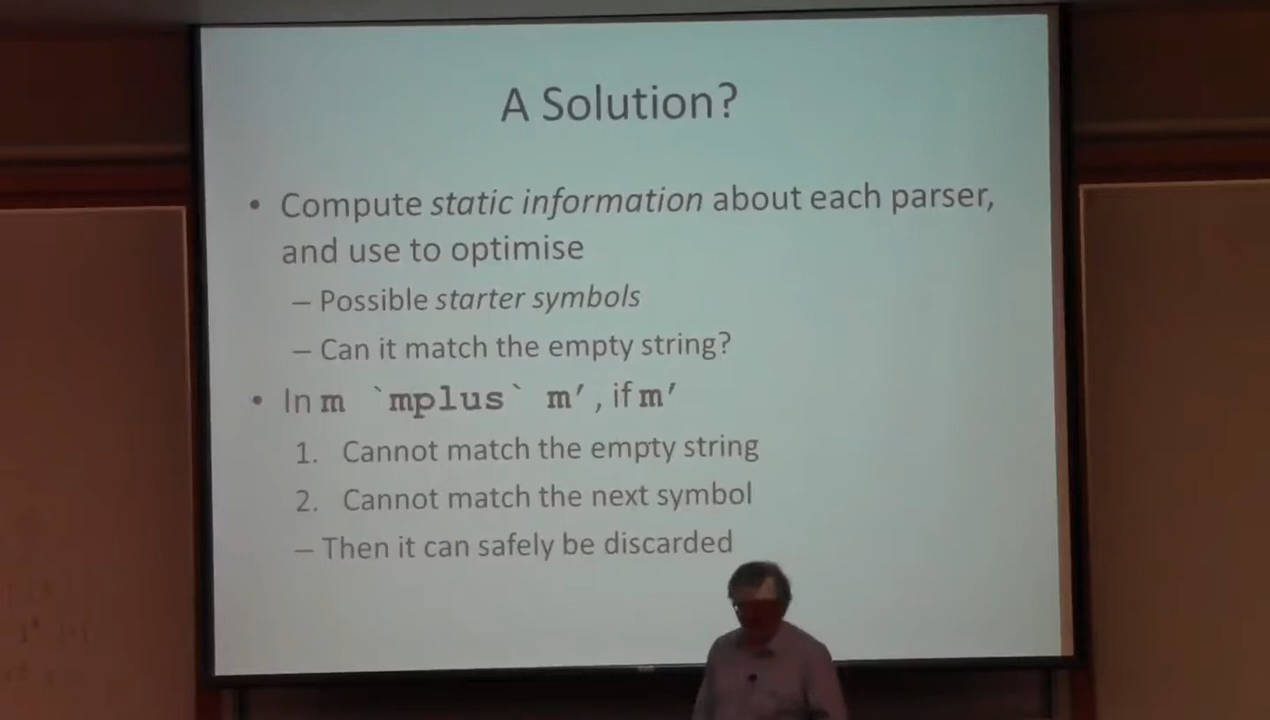 A Solution?
• Compute static information about each parser,
and use to optimise
– Possible starter symbols
– Can it match the empty string?
• In m `mplus` m′ , if m′
1. Cannot match the empty string
2. Cannot match the next symbol
– Then it can safely be discarded